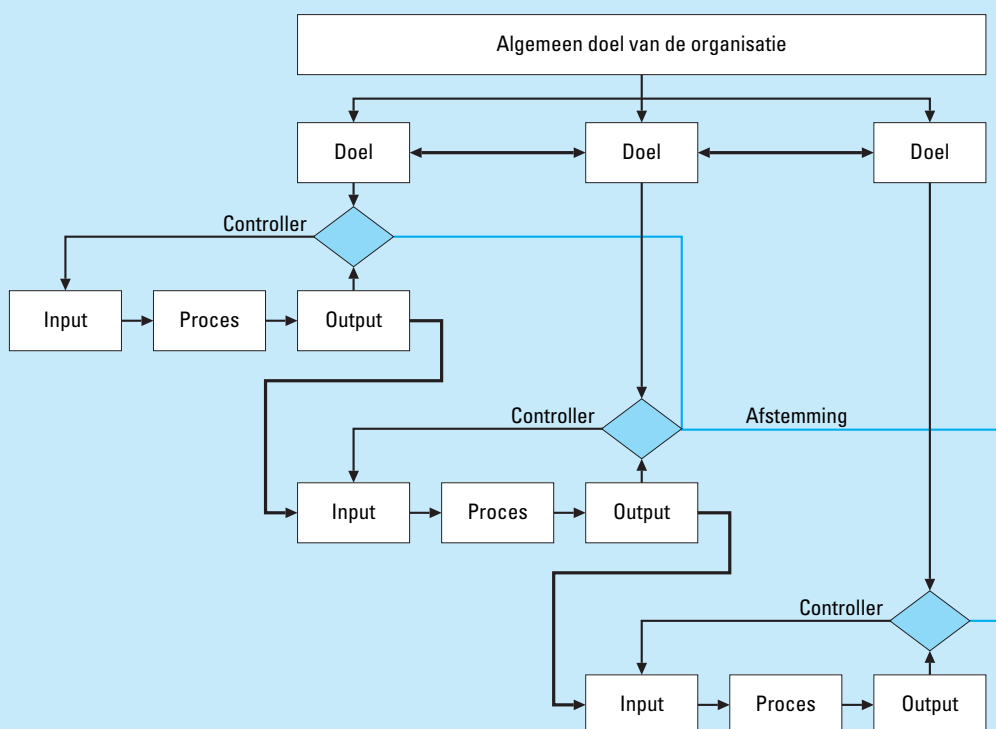 Algemeen doel van de organisatie
Doel
Doel
Doel
Controller
Input
Proces
Output
Controller
Afstemming
Input
Proces
Output
Controller
Input
Proces
Output